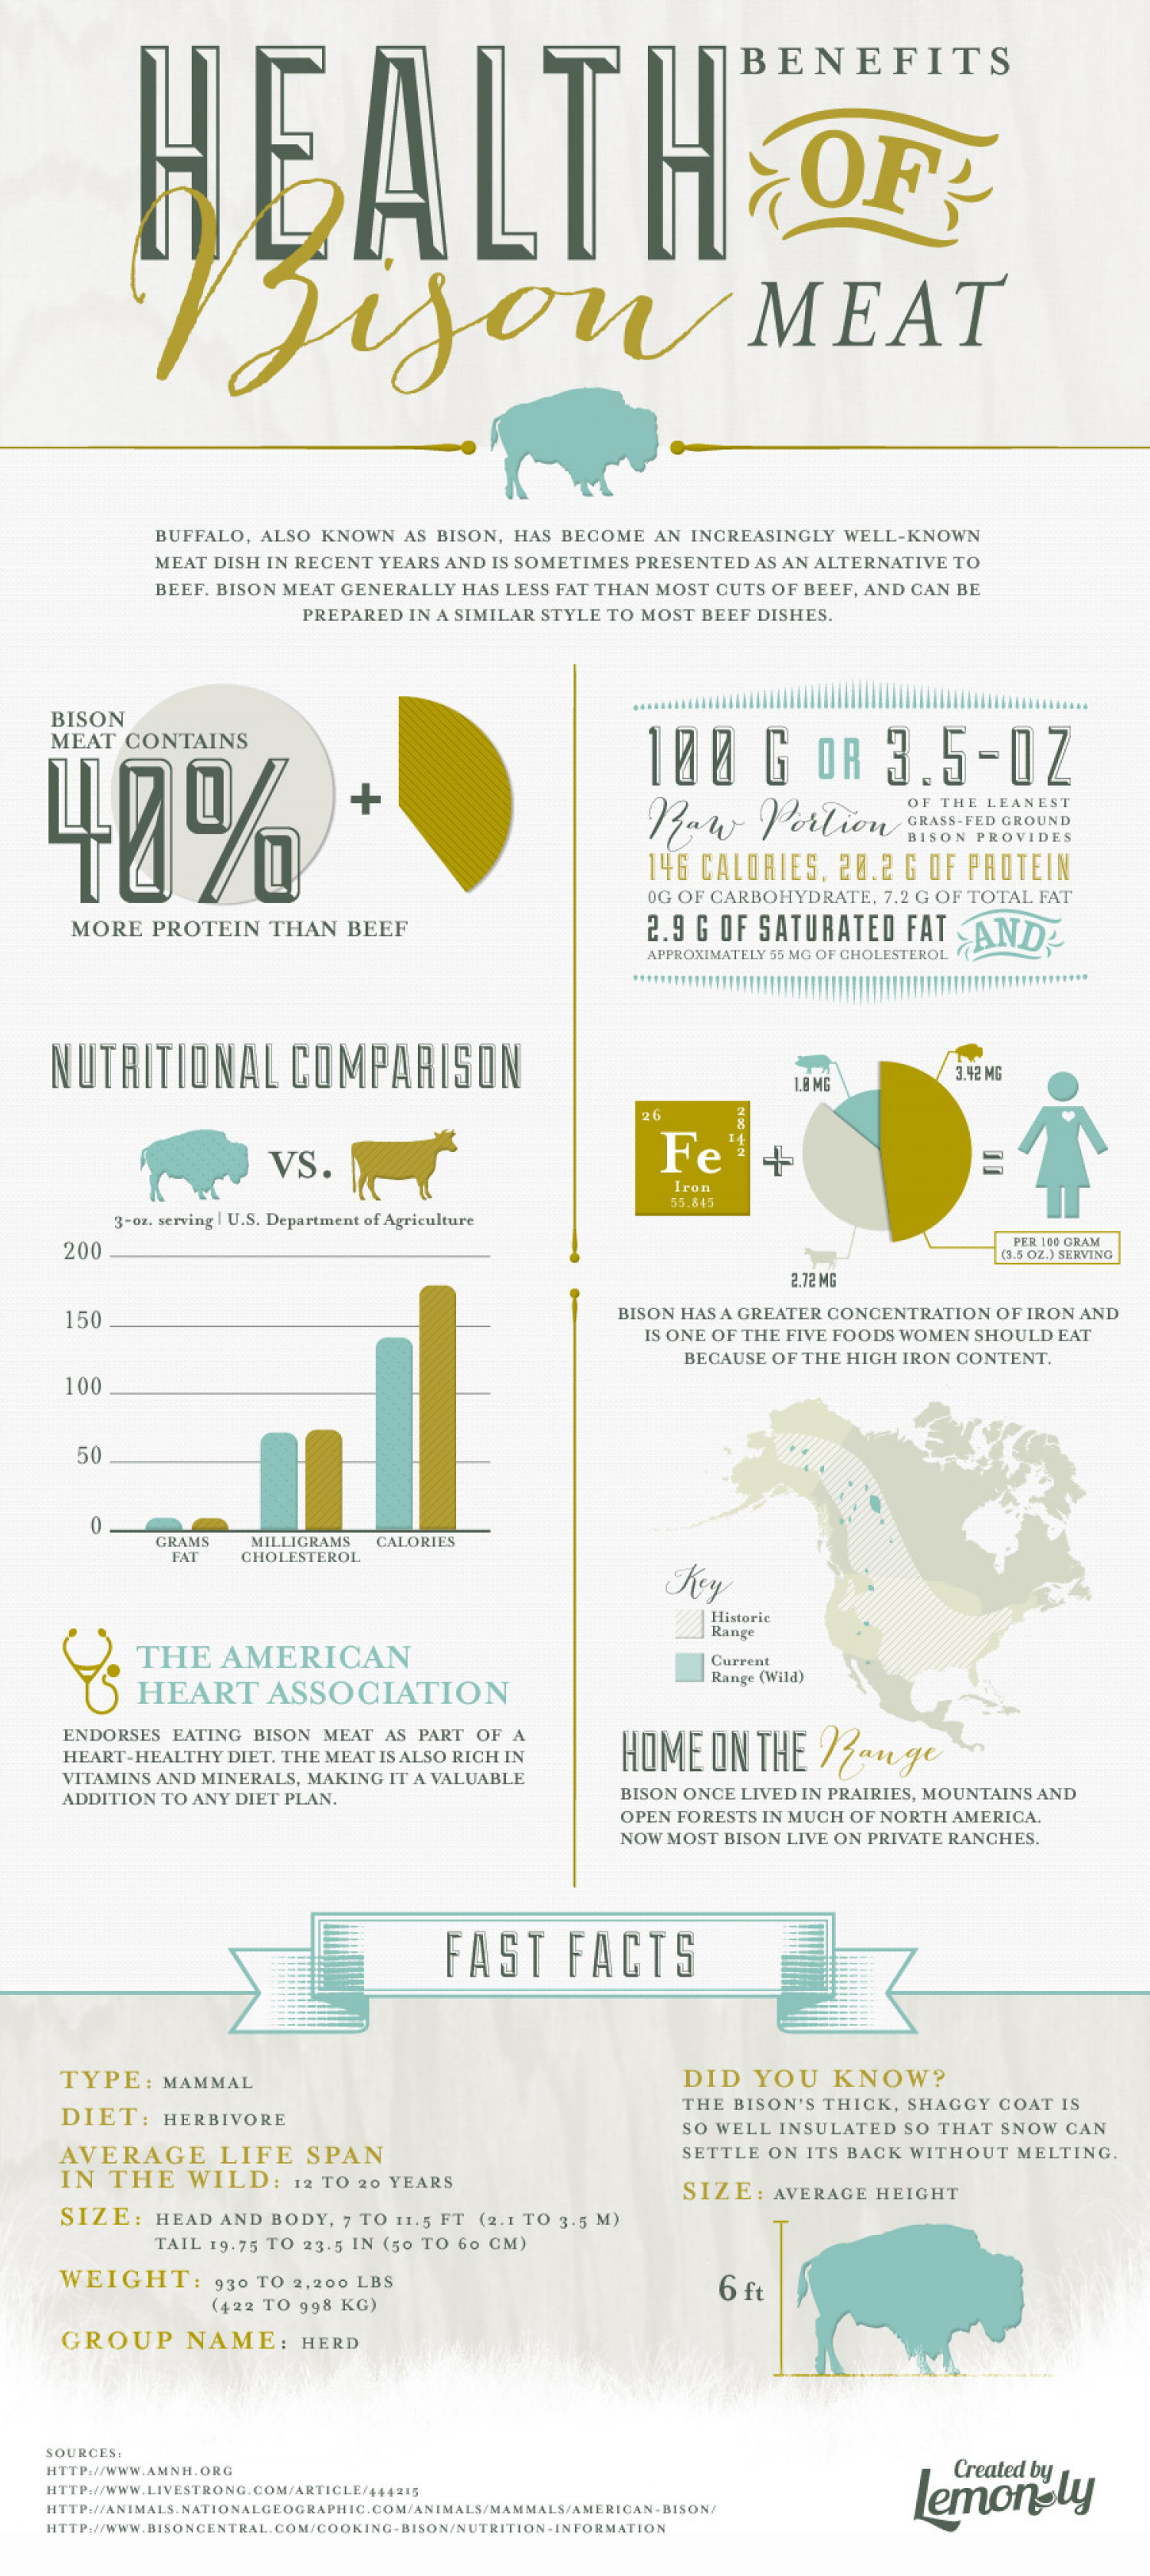 HEALTH BENEFITS
OF
Bison MEAT
BUFFALO, ALSO KNOWN AS BISON, HAS BECOME AN INCREASINGLY WELL-KNOWN
MEAT DISH IN RECENT YEARS AND IS SOMETIMES PRESENTED AS AN ALTERNATIVE TO
BEEF. BISON MEAT GENERALLY HAS LESS FAT THAN MOST CUTS OF BEEF, AND CAN BE
PREPARED IN A SIMILAR STYLE TO MOST BEEF DISHES.
BISON
MEAT CONTAINS
40%
+
MORE PROTEIN THAN BEEF
100 G OR 3.5-OZ
Raw Portion
OF THE LEANEST
GRASS-FED GROUND
BISON PROVIDES
146 CALORIES, 20.2 G OF PROTEIN
0G OF CARBOHYDRATE, 7.2 G OF TOTAL FAT
2.9 G OF SATURATED FAT
AND
APPROXIMATELY 55 MG OF CHOLESTEROL
NUTRITIONAL COMPARISON
VS.
3-oz. serving | U.S. Department of Agriculture
200
150
100
50
0
GRAMS
FAT
MILLIGRAMS
CHOLESTEROL
CALORIES
26
2
8
14
2
Fe
Iron
55.845
+
1.0 MG
3.42 MG
2.72 MG
=
PER 100 GRAM
(3.5 OZ.) SERVING
BISON HAS A GREATER CONCENTRATION OF IRON AND
IS ONE OF THE FIVE FOODS WOMEN SHOULD EAT
BECAUSE OF THE HIGH IRON CONTENT.
Key
Historic
Range
Current
Range (Wild)
THE AMERICAN
HEART ASSOCIATION
ENDORSES EATING BISON MEAT AS PART OF A
HEART-HEALTHY DIET. THE MEAT IS ALSO RICH IN
VITAMINS AND MINERALS, MAKING IT A VALUABLE
ADDITION TO ANY DIET PLAN.
HOME ON THE Range
BISON ONCE LIVED IN PRAIRIES, MOUNTAINS AND
OPEN FORESTS IN MUCH OF NORTH AMERICA.
NOW MOST BISON LIVE ON PRIVATE RANCHES.
FAST FACTS
TYPE: MAMMAL
DIET: HERBIVORE
AVERAGE LIFE SPAN
IN THE WILD: 12 TO 20 YEARS
SIZE: HEAD AND BODY, 7 TO 11.5 FT (2.1 TO 3.5 M)
TAIL 19.75 TO 23.5 IN (50 TO 60 CM)
WEIGHT: 930 TO 2,200 LBS
(422 TO 998 KG)
GROUP NAME: HERD
DID YOU KNOW?
THE BISON'S THICK, SHAGGY COAT IS
SO WELL INSULATED SO THAT SNOW CAN
SETTLE ON ITS BACK WITHOUT MELTING.
SIZE: AVERAGE HEIGHT
6 ft
SOURCES:
HTTP://WWW.AMNH.ORG
HTTP://WWW.LIVESTRONG.COM/ARTICLE/444215
HTTP://ANIMALS.NATIONALGEOGRAPHIC.COM/ANIMALS/MAMMALS/AMERICAN-BISON/
HTTP://WWW.BISONCENTRAL.COM/COOKING-BISON/NUTRITION-INFORMATION
Created by
Lemon.ly